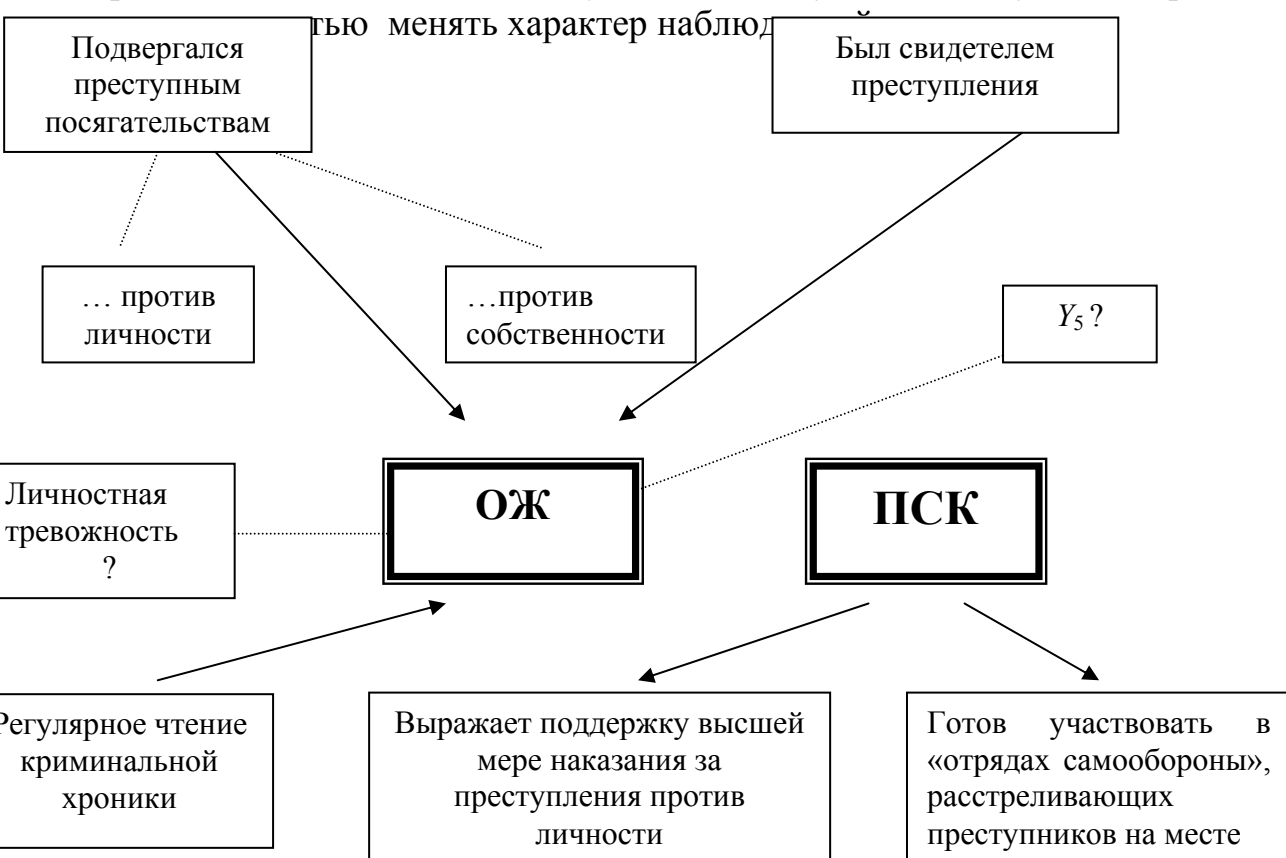 тью менять характер наблюд
Подвергался
преступным
посягательствам
Был свидетелем
преступления
… против
личности
…против
собственности
Y₅ ?
Личностная
тревожность
?
ОЖ
ПСК
Регулярное чтение
криминальной
хроники
Выражает поддержку высшей
мере наказания за
преступления против
личности
Готов участвовать в
«отрядах самообороны»,
расстреливающих
преступников на месте